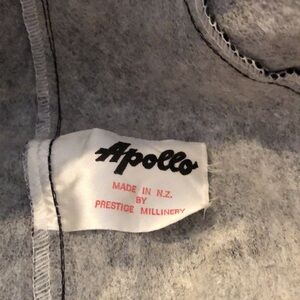 Apollo
MADE IN N.Z.
BY
PRESTIGE MILLINERY